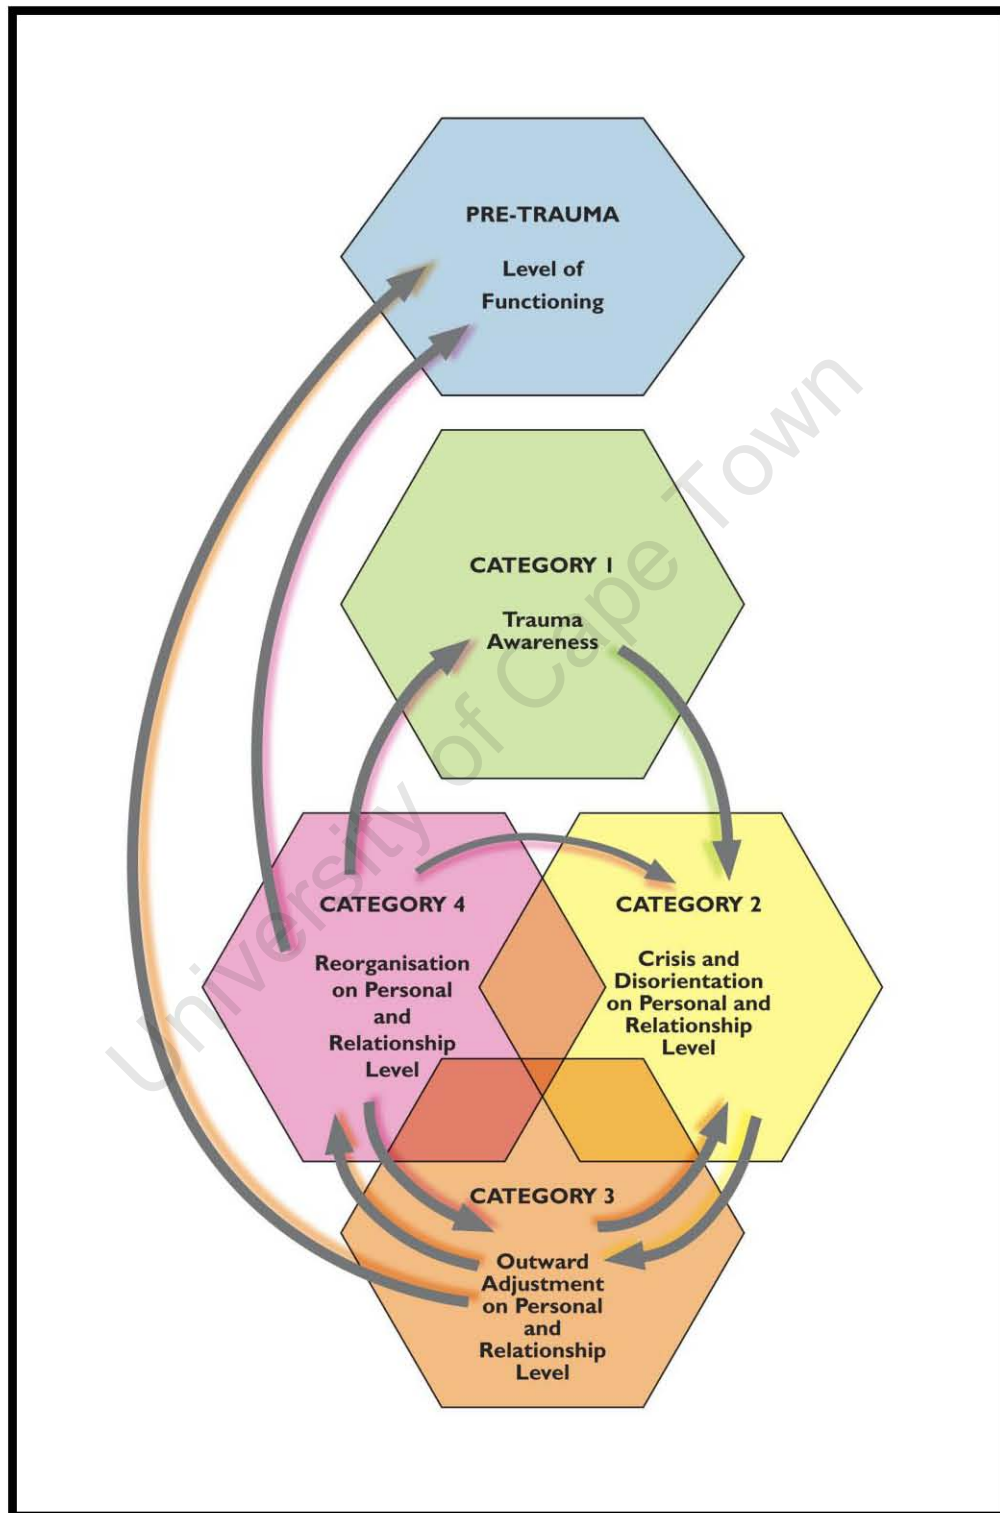 PRE-TRAUMA
Level of
Functioning
CATEGORY 1
Trauma
Awareness
CATEGORY 4
Reorganisation
on Personal
and
Relationship
Level
CATEGORY 2
Crisis and
Disorientation
on Personal and
Relationship
Level
CATEGORY 3
Outward
Adjustment
on Personal
and
Relationship
Level
University of Cape Town